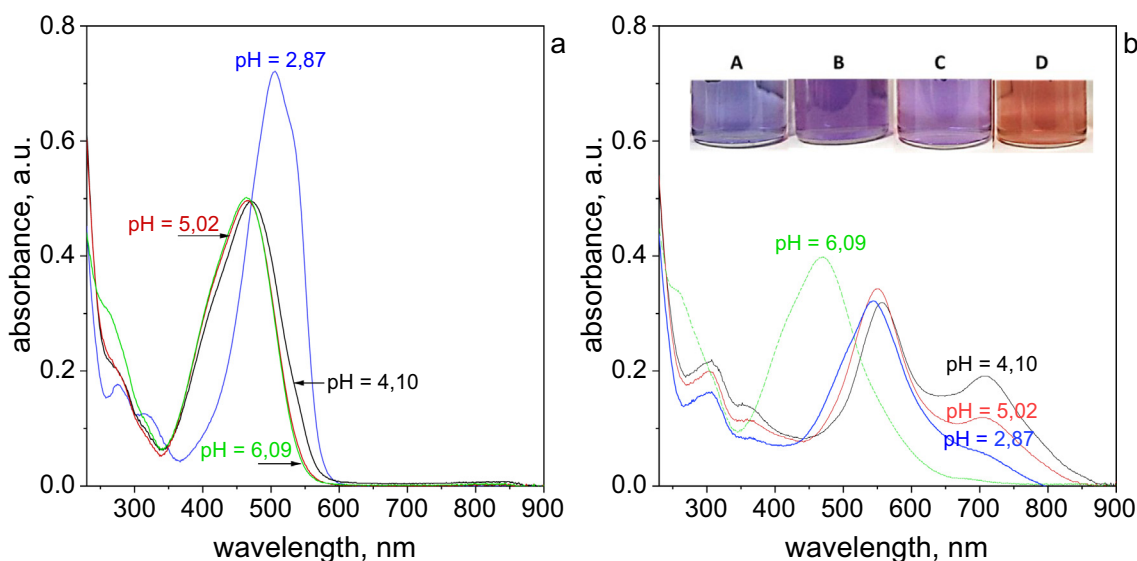 a
0.8
0.6
0.4
0.2
0.0
absorbance, a.u.
pH = 2,87
pH = 5,02
pH = 4,10
pH = 6,09
300 400 500 600 700 800 900
wavelength, nm
b
0.8
0.6
0.4
0.2
0.0
absorbance, a.u.
A B C D
pH = 6,09
pH = 4,10
pH = 5,02
pH = 2,87
300 400 500 600 700 800 900
wavelength, nm